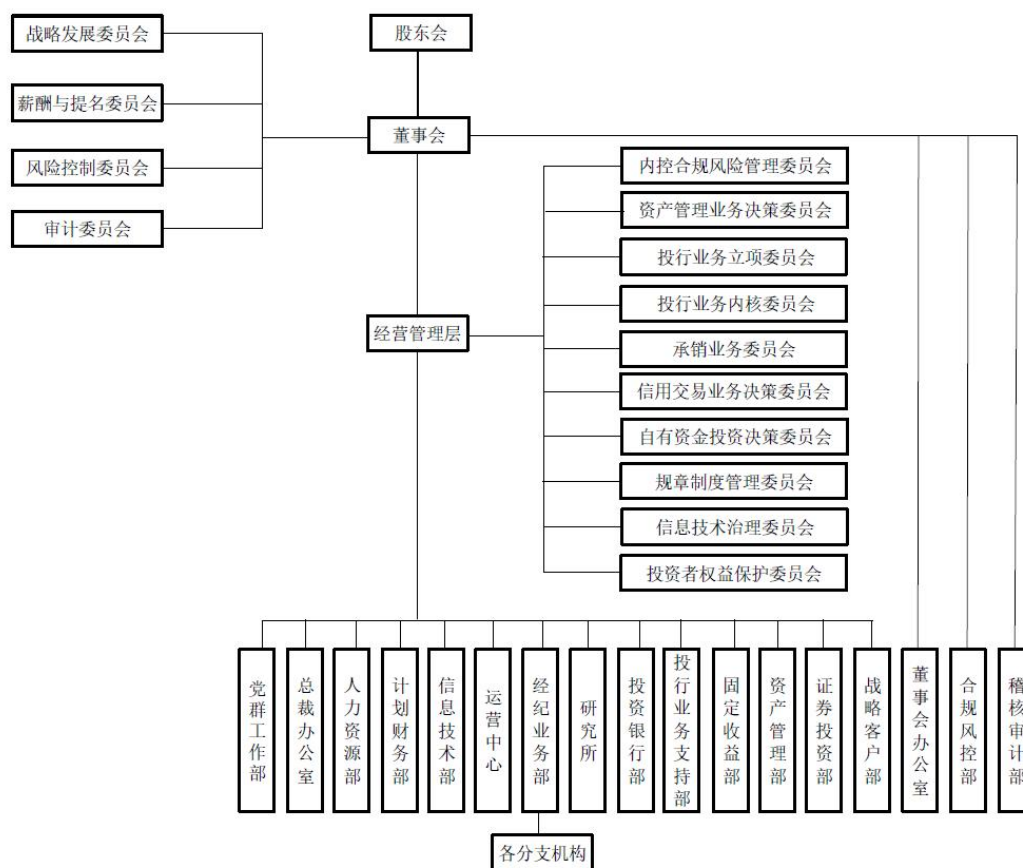 战略发展委员会
股东会
薪酬与提名委员会
董事会
风险控制委员会
审计委员会
内控合规风险管理委员会
资产管理业务决策委员会
投行业务立项委员会
投行业务内核委员会
经营管理层
承销业务委员会
信用交易业务决策委员会
自有资金投资决策委员会
规章制度管理委员会
信息技术治理委员会
投资者权益保护委员会
党群工作部
总裁办公室
人力资源部
计划财务部
信息技术部
运营中心
经纪业务部
研究所
投资银行部
投行业务支持部
固定收益部
资产管理部
证券投资部
战略客户部
董事会办公室
合规风控部
稽核审计部
各分支机构